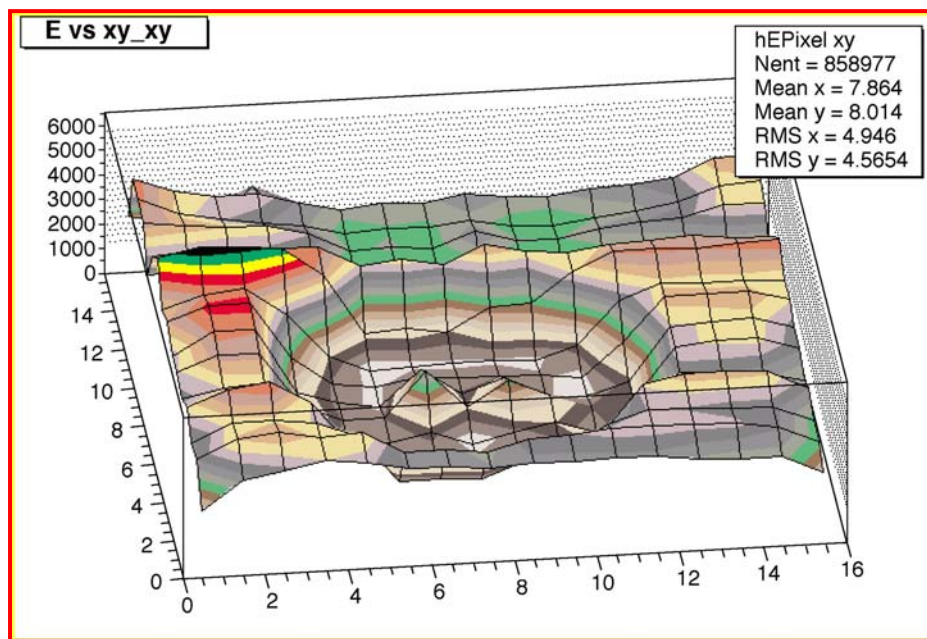 E vs xy_xy
hEPixel xy
Nent = 858977
Mean x = 7.864
Mean y = 8.014
RMS x = 4.946
RMS y = 4.5654
6000
5000
4000
3000
2000
1000
0
14
12
10
8
6
4
2
0
0 2 4 6 8 10 12 14 16